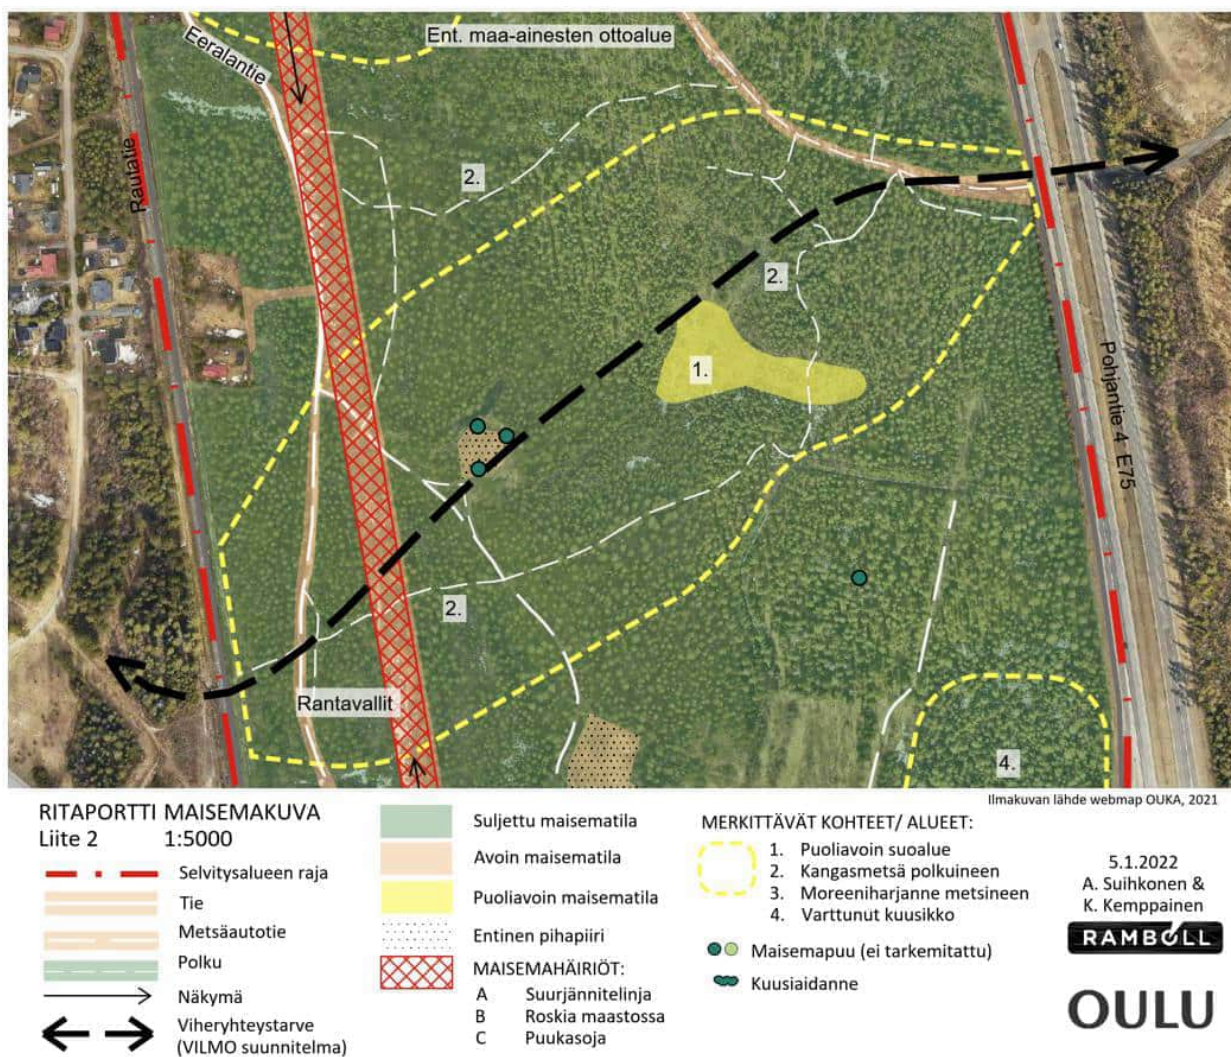 Ent. maa-ainesten ottoalue
Eeralantie
Raulatie
2.
2.
1.
Pohjantie 4 E75
2.
Rantavallit
4.
Ilmakuvan lähde webmap OUKA, 2021
RITAPORTTI MAISEMAKUVA
Liite 2 1:5000
Selvitysalueen raja
Tie
Metsäautotie
Polku
Näkymä
Viheryhteystarve
(VILMO suunnitelma)
Suljettu maisematila
Avoin maisematila
Puoliavoin maisematila
Entinen pihapiiri
MAISEMAHÄIRIÖT:
A Suurjännitelinja
B Roskia maastossa
C Puukasoja
MERKITTÄVÄT KOHTEET/ ALUEET:
1. Puoliavoin suoalue
2. Kangasmetsä polkuineen
3. Moreeniharjanne metsineen
4. Varttunut kuusikko
Maisemapuu (ei tarkemitattu)
Kuusiaidanne
5.1.2022
A. Suihkonen &
K. Kemppainen
RAMBOLL
OULU